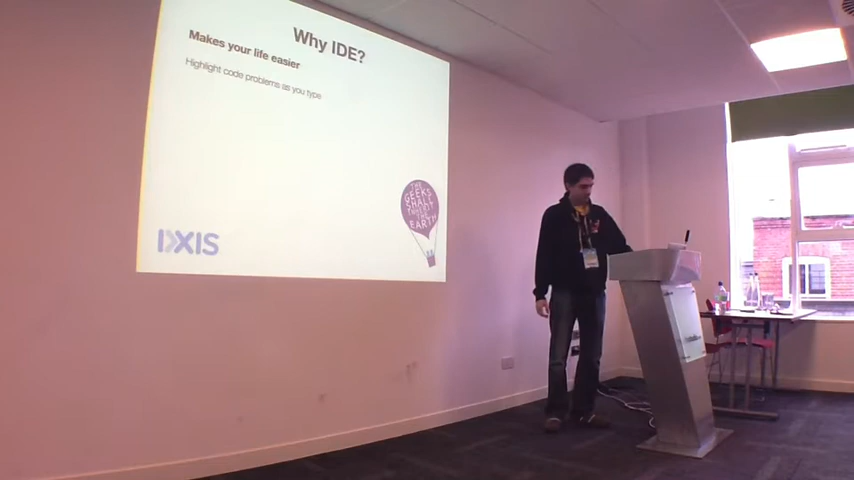 Why IDE?
Makes your life easier
Highlight code problems as you type
THE
GEEKS
SHALL
INHERIT
THE
EARTH
IXIS